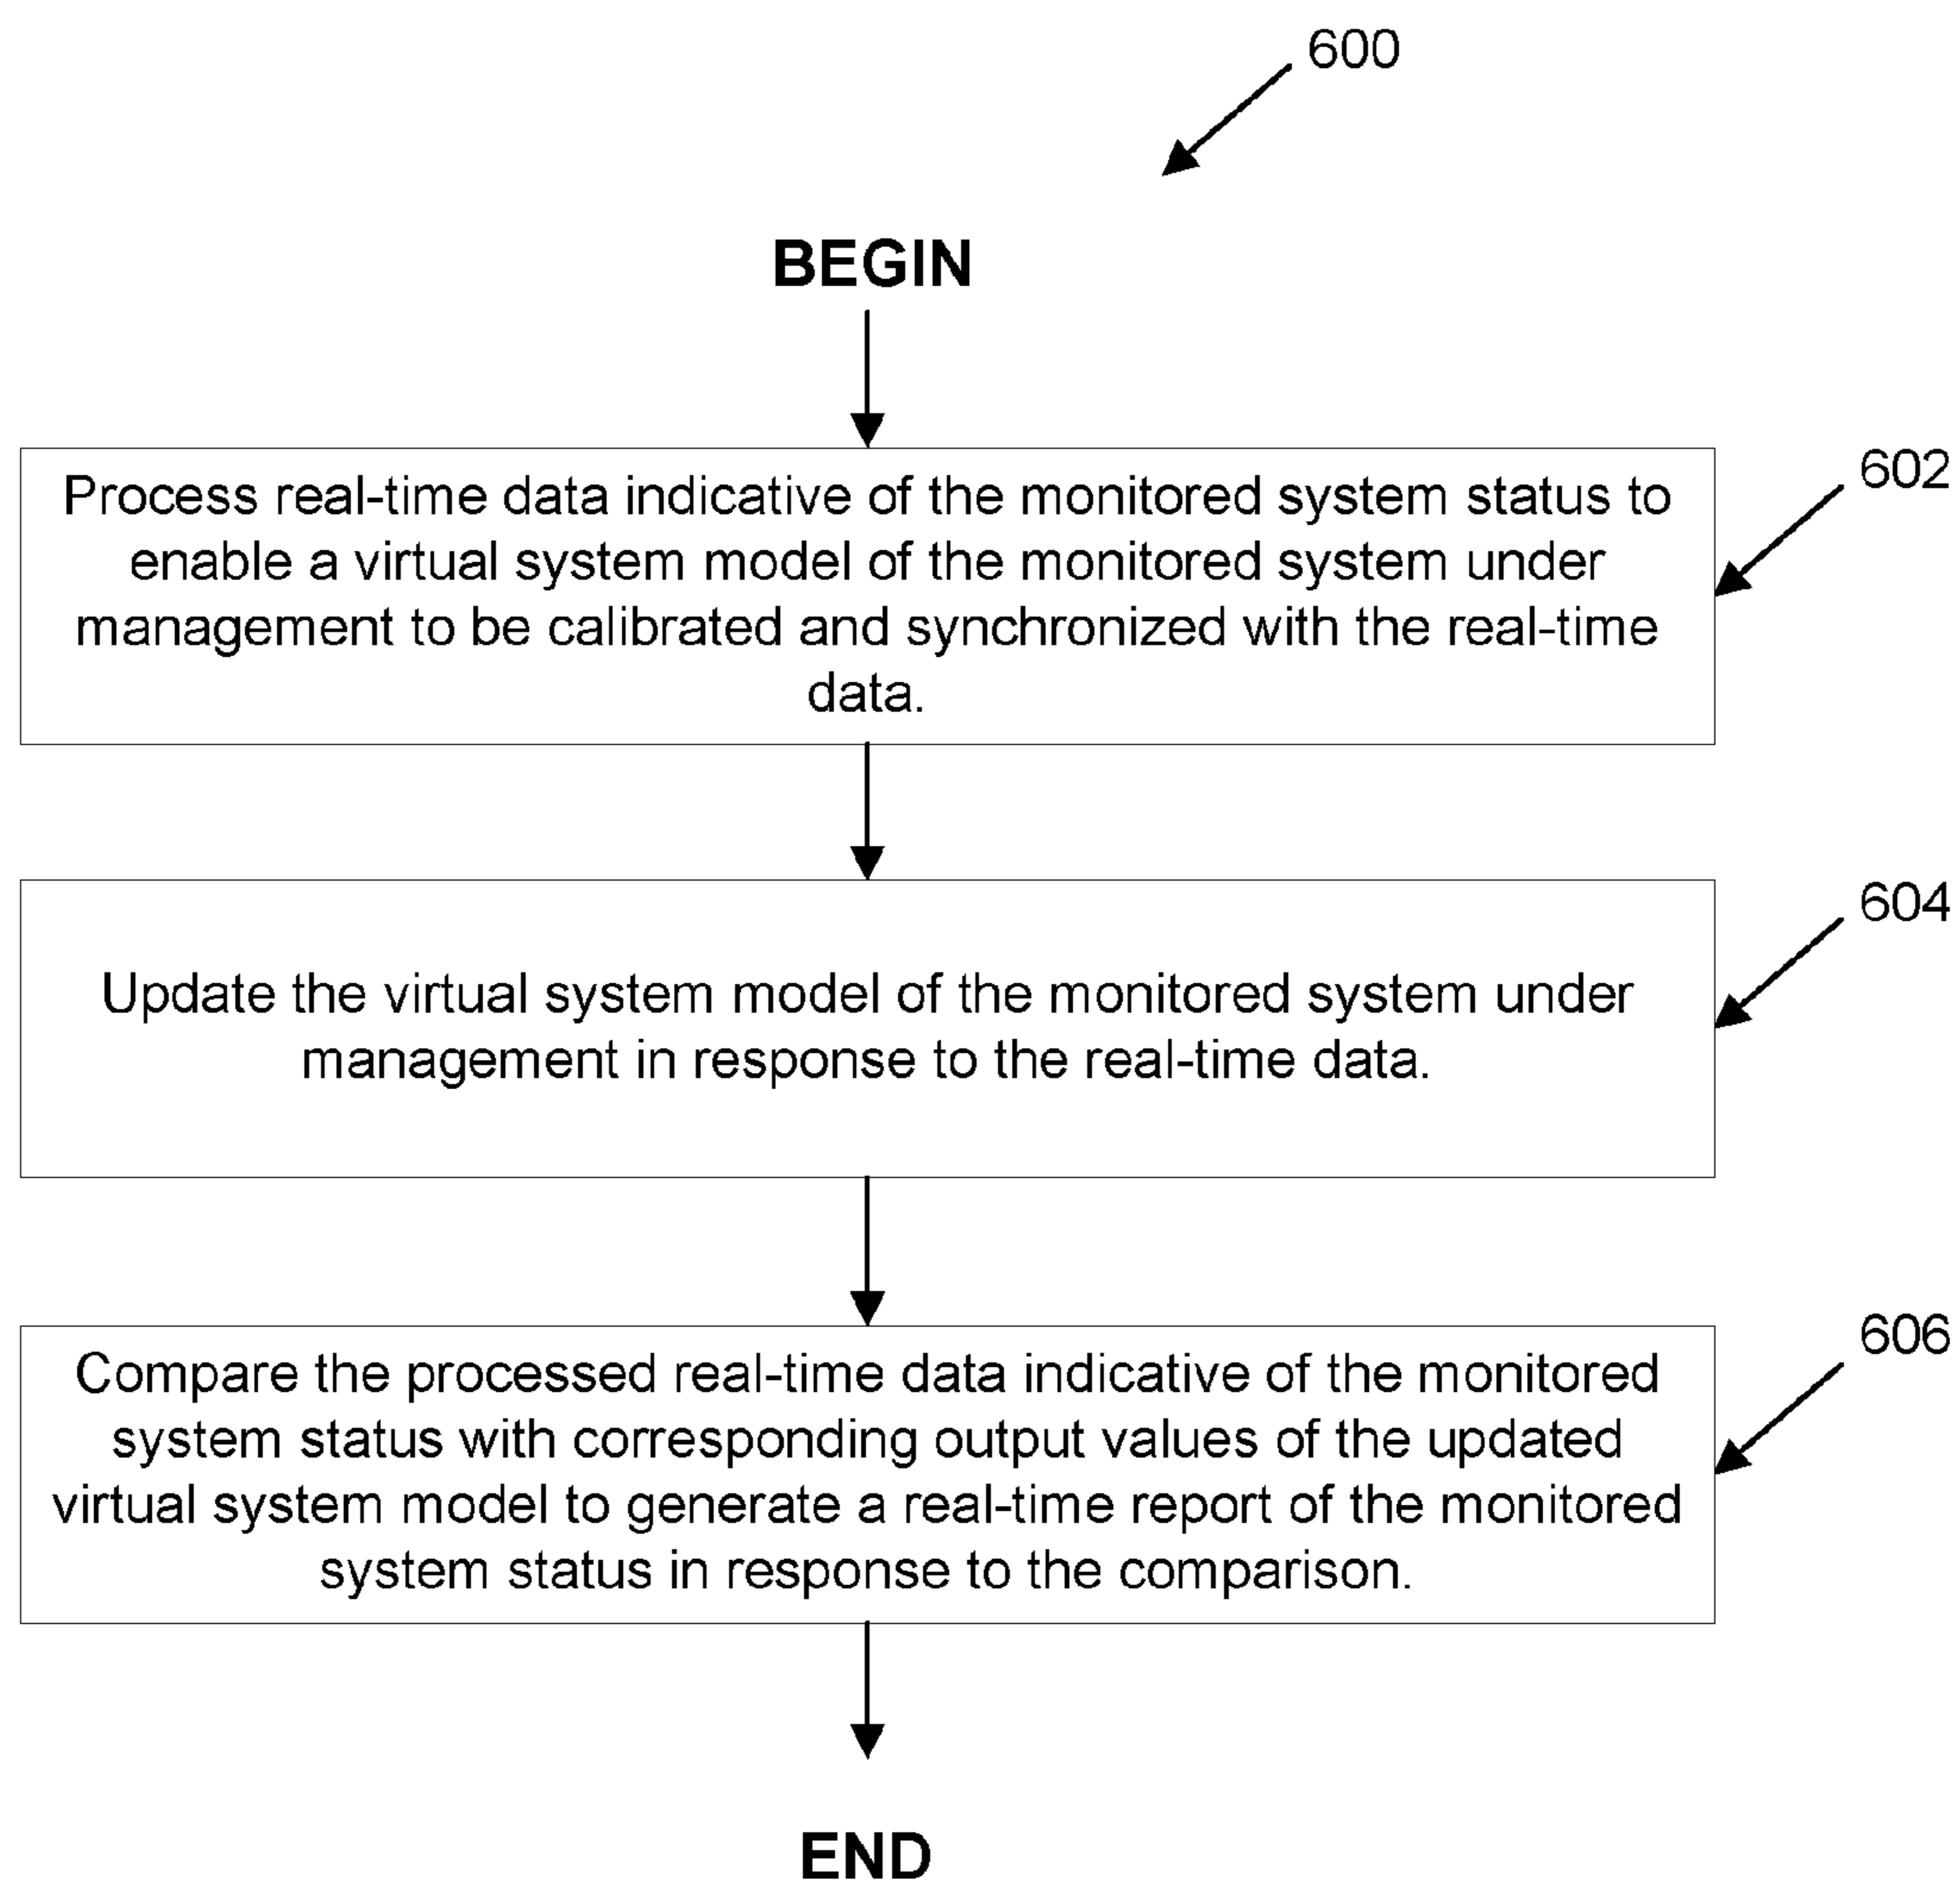 600
BEGIN
602
Process real-time data indicative of the monitored system status to
enable a virtual system model of the monitored system under
management to be calibrated and synchronized with the real-time
data.
604
Update the virtual system model of the monitored system under
management in response to the real-time data.
606
Compare the processed real-time data indicative of the monitored
system status with corresponding output values of the updated
virtual system model to generate a real-time report of the monitored
system status in response to the comparison.
END